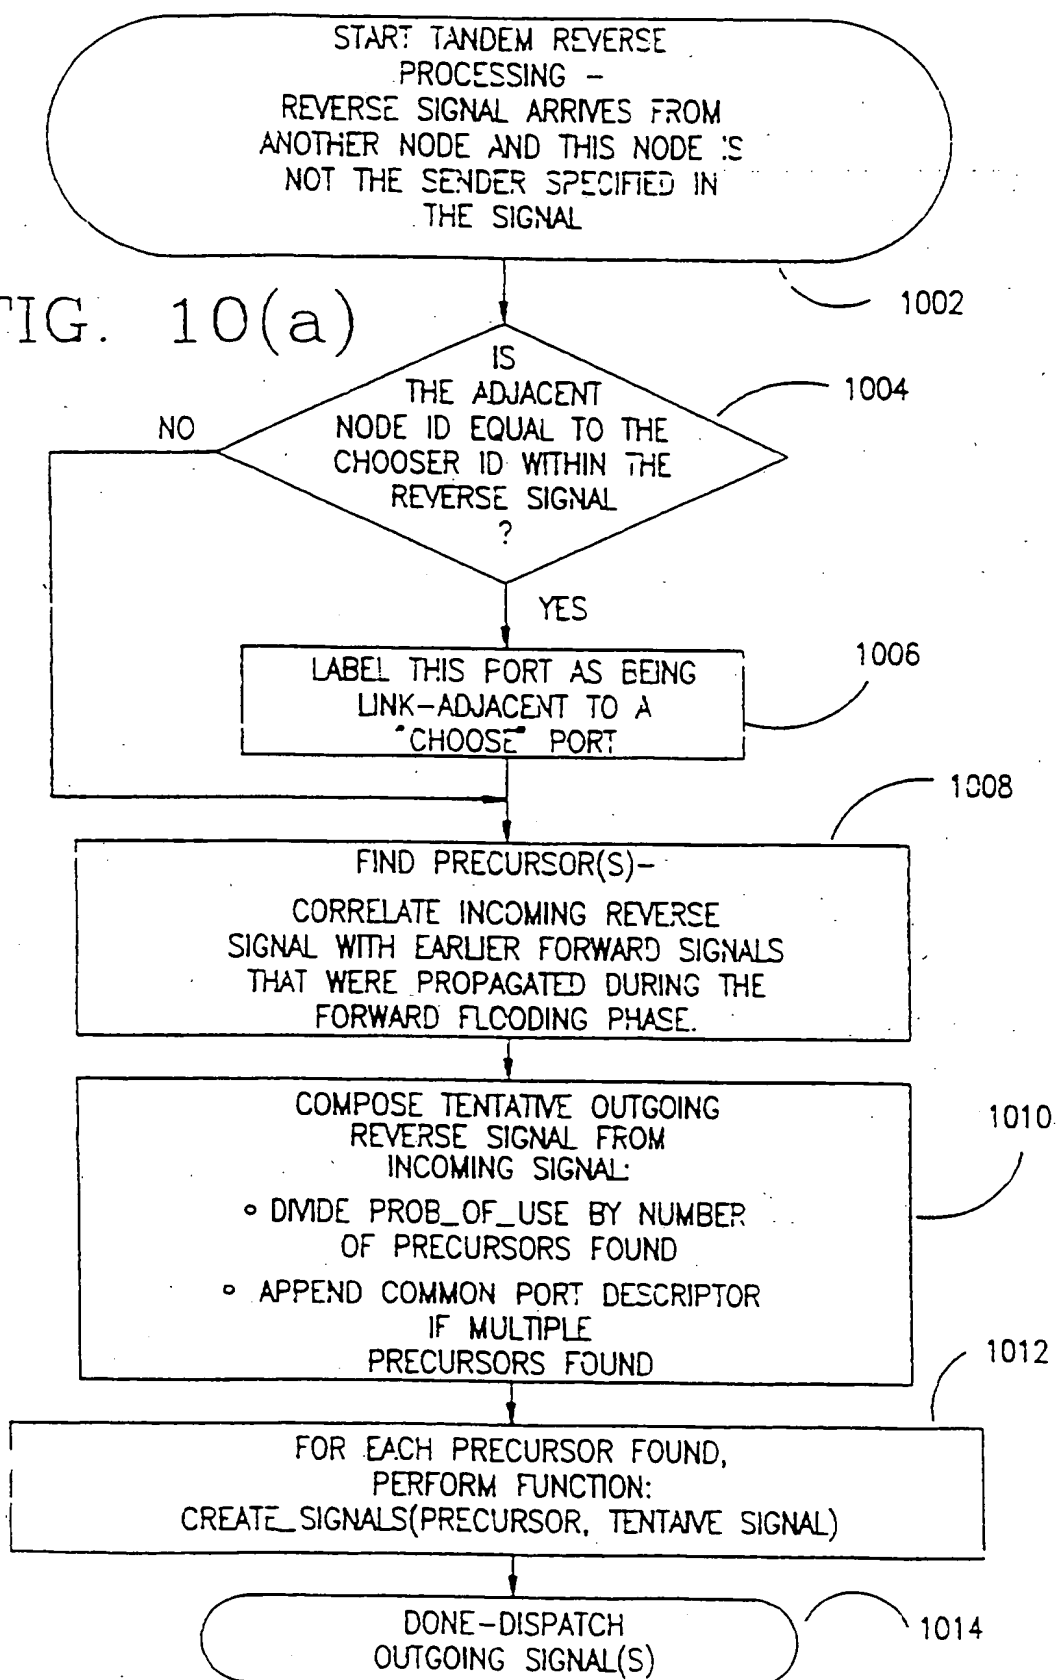 START TANDEM REVERSE
PROCESSING -
REVERSE SIGNAL ARRIVES FROM
ANOTHER NODE AND THIS NODE IS
NOT THE SENDER SPECIFIED IN
THE SIGNAL
1002
FIG. 10(a)
IS
THE ADJACENT
NODE ID EQUAL TO THE
CHOOSER ID WITHIN THE
REVERSE SIGNAL
?
1004
NO
YES
LABEL THIS PORT AS BEING
LINK-ADJACENT TO A
"CHOOSE" PORT
1006
1008
FIND PRECURSOR(S)-
CORRELATE INCOMING REVERSE
SIGNAL WITH EARLIER FORWARD SIGNALS
THAT WERE PROPAGATED DURING THE
FORWARD FLOODING PHASE.
COMPOSE TENTATIVE OUTGOING
REVERSE SIGNAL FROM
INCOMING SIGNAL:
° DIVIDE PROB_OF_USE BY NUMBER
OF PRECURSORS FOUND
° APPEND COMMON PORT DESCRIPTOR
IF MULTIPLE
PRECURSORS FOUND
1010
1012
FOR EACH PRECURSOR FOUND,
PERFORM FUNCTION:
CREATE_SIGNALS(PRECURSOR, TENTAIVE SIGNAL)
DONE-DISPATCH
OUTGOING SIGNAL(S)
1014